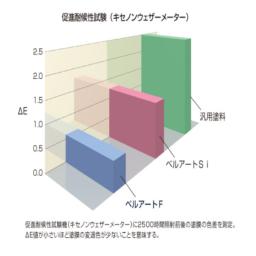 促進耐候性試験（キセノンウェザーメーター）
ΔE
2.5
2.0
1.5
1.0
0.5
0.0
汎用塗料
ベルアートSi
ベルアートF
促進耐候性試験機（キセノンウェザーメーター）に2500時間照射前後の塗膜の色差を測定。
ΔE値が小さいほど塗膜の変退色が少ないことを意味する。